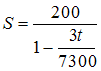 S = 200 / (1 - 3t / 7300)